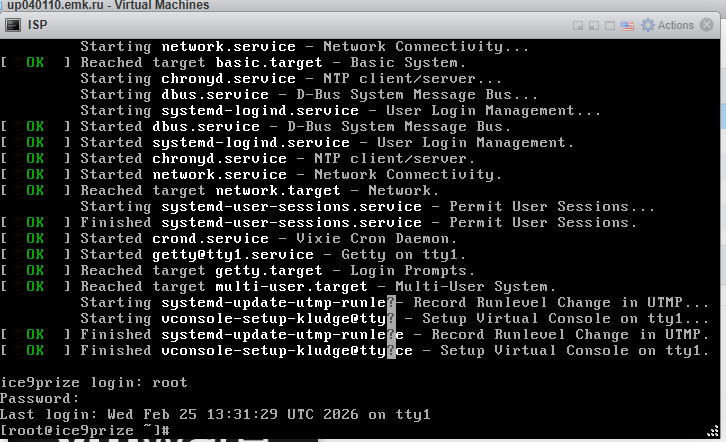 up040110.emk.ru - Virtual Machines
ISP
Actions
Starting network.service - Network Connectivity...
[  OK  ] Reached target basic.target - Basic System.
Starting chronyd.service - NTP client/server...
Starting dbus.service - D-Bus System Message Bus...
Starting systemd-logind.service - User Login Management...
[  OK  ] Started dbus.service - D-Bus System Message Bus.
[  OK  ] Started systemd-logind.service - User Login Management.
[  OK  ] Started chronyd.service - NTP client/server.
[  OK  ] Started network.service - Network Connectivity.
[  OK  ] Reached target network.target - Network.
Starting systemd-user-sessions.service - Permit User Sessions...
[  OK  ] Finished systemd-user-sessions.service - Permit User Sessions.
[  OK  ] Started crond.service - Vixie Cron Daemon.
[  OK  ] Started getty@tty1.service - Getty on tty1.
[  OK  ] Reached target getty.target - Login Prompts.
[  OK  ] Reached target multi-user.target - Multi-User System.
Starting systemd-update-utmp-runle?- Record Runlevel Change in UTMP...
Starting vconsole-setup-kludge@tty? - Setup Virtual Console on tty1...
[  OK  ] Finished systemd-update-utmp-runle?e - Record Runlevel Change in UTMP.
[  OK  ] Finished vconsole-setup-kludge@tty?ce - Setup Virtual Console on tty1.
ice9prize login: root
Password:
Last login: Wed Feb 25 13:31:29 UTC 2026 on tty1
[root@ice9prize ~]#